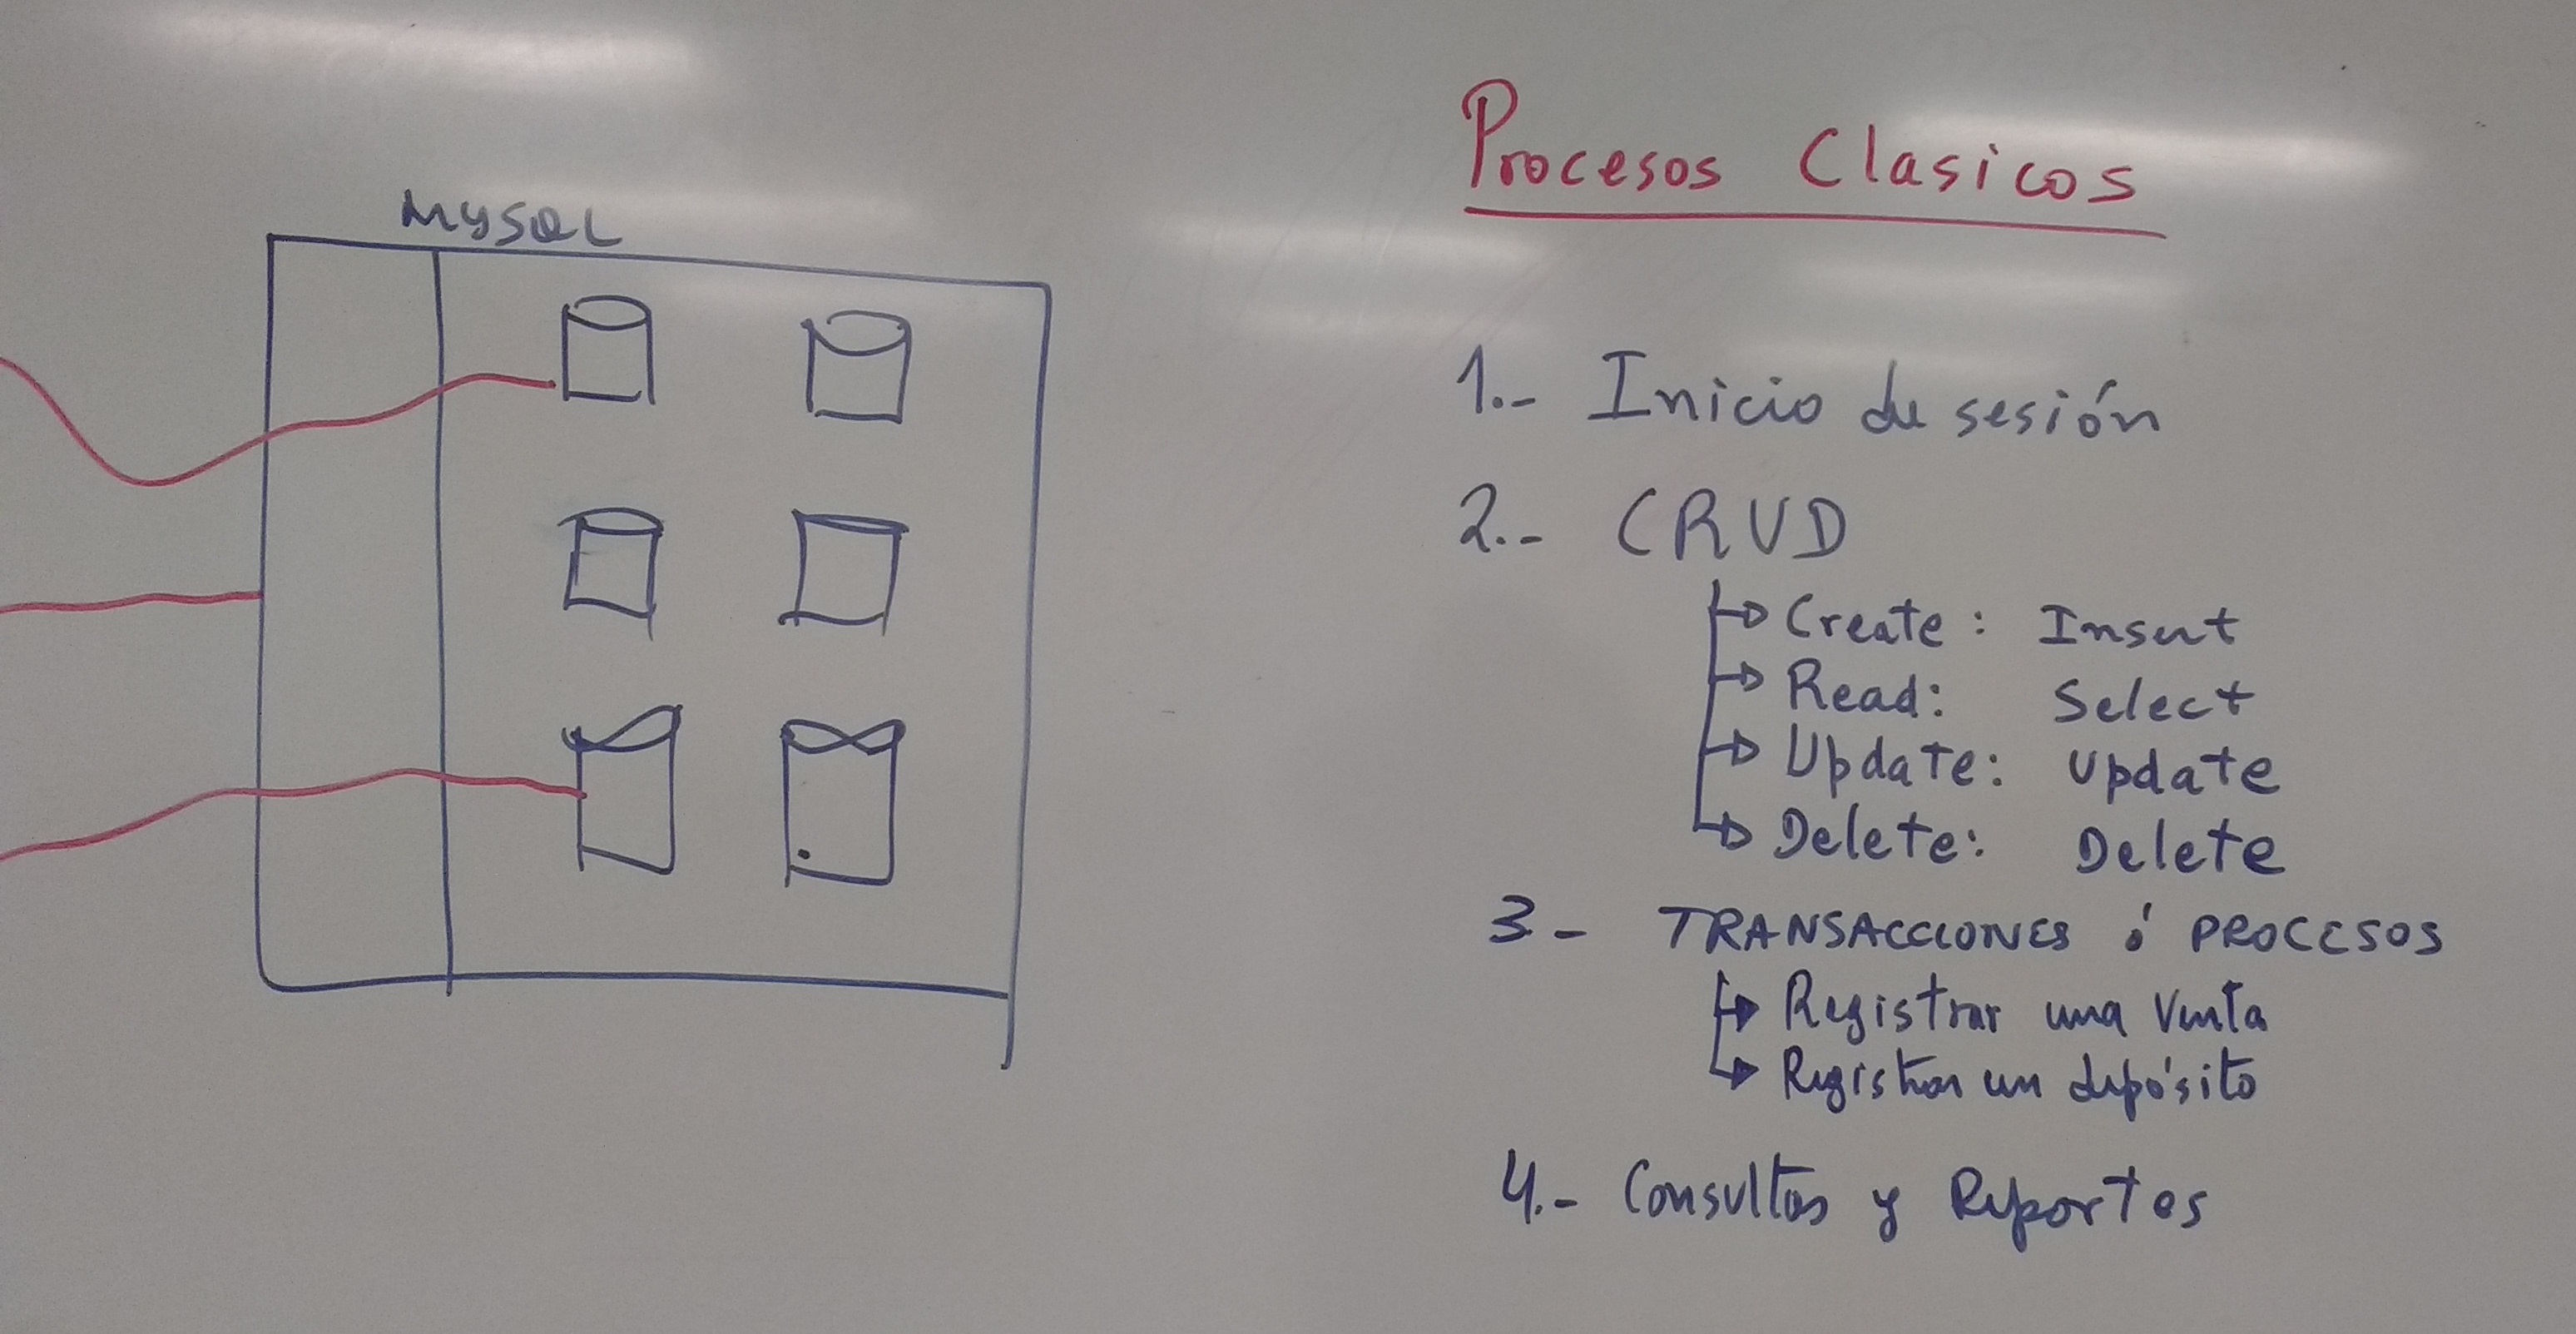 MySQL
Procesos Clasicos
1.- Inicio de sesión
2.- CRUD
Create: Insert
Read: Select
Update: Update
Delete: Delete
3- TRANSACCIONES ó PROCESOS
Registrar una Venta
Registrar un depósito
4.- Consultas y Reportes